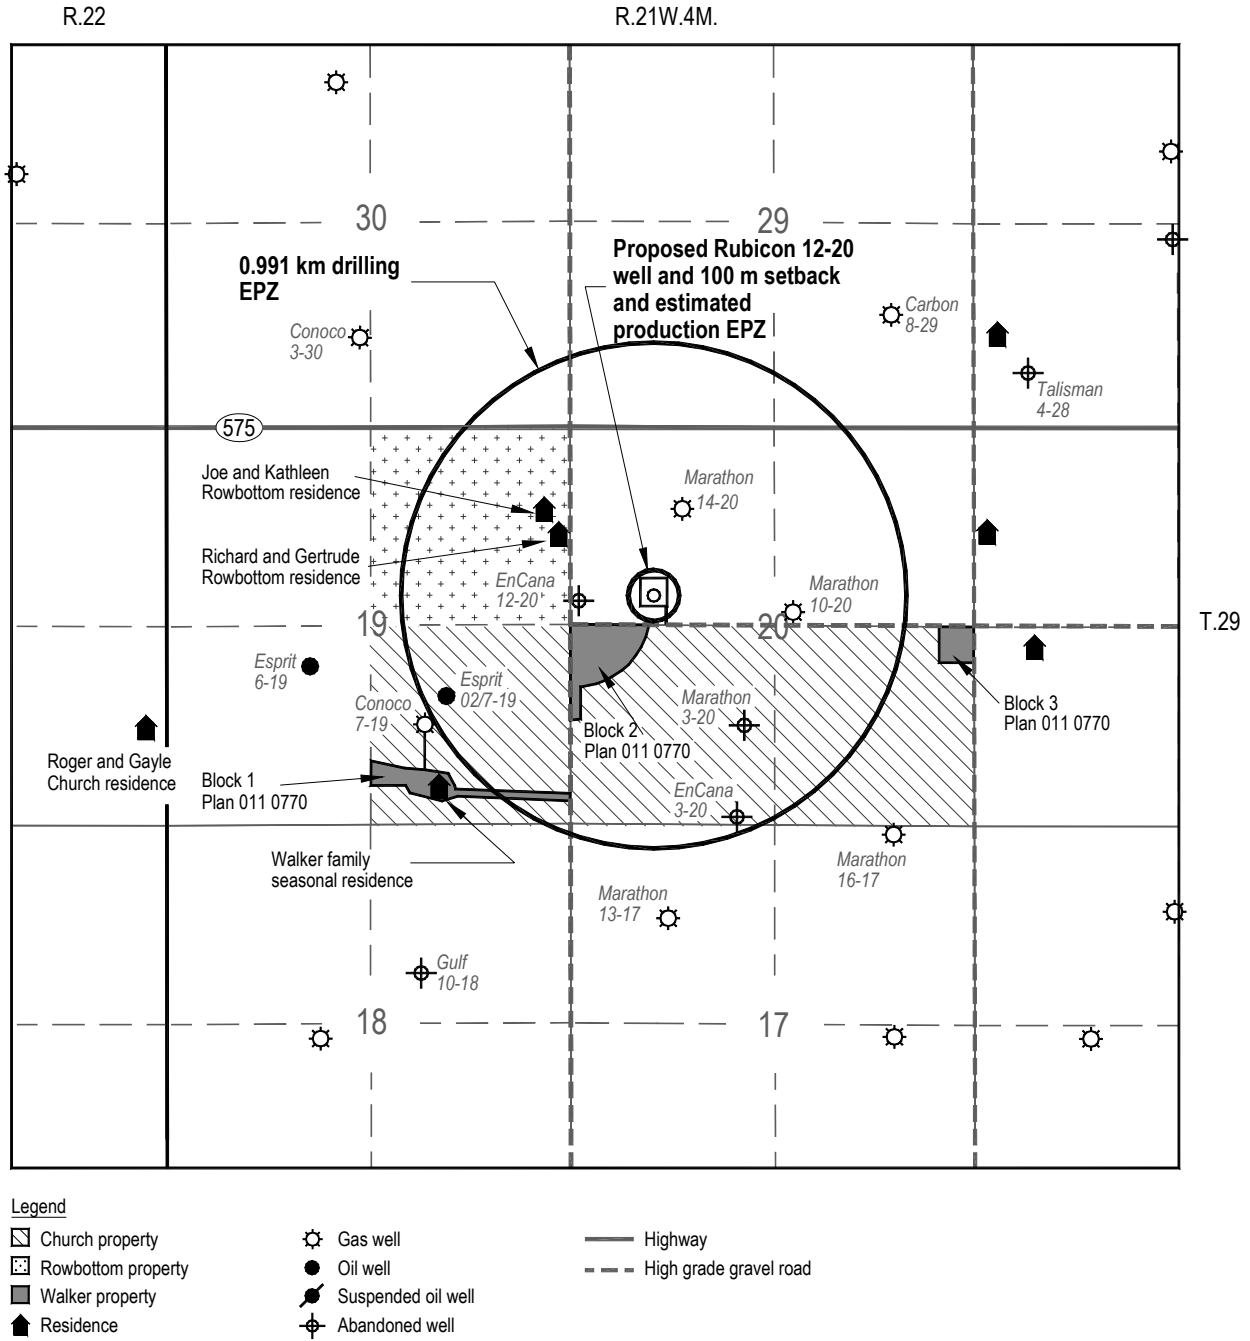 R.22
R.21W.4M.
30
29
0.991 km drilling
EPZ
Proposed Rubicon 12-20
well and 100 m setback
and estimated
production EPZ
Conoco
3-30
Carbon
8-29
Talisman
4-28
575
Joe and Kathleen
Rowbottom residence
Marathon
14-20
Richard and Gertrude
Rowbottom residence
EnCana
12-20
Marathon
10-20
19
20
T.29
Esprit
6-19
Esprit
02/7-19
Conoco
7-19
Marathon
3-20
Block 2
Plan 011 0770
Block 3
Plan 011 0770
Roger and Gayle
Church residence
Block 1
Plan 011 0770
EnCana
3-20
Walker family
seasonal residence
Marathon
16-17
Marathon
13-17
Gulf
10-18
18
17
Legend
Church property
Rowbottom property
Walker property
Residence
Gas well
Oil well
Suspended oil well
Abandoned well
Highway
High grade gravel road